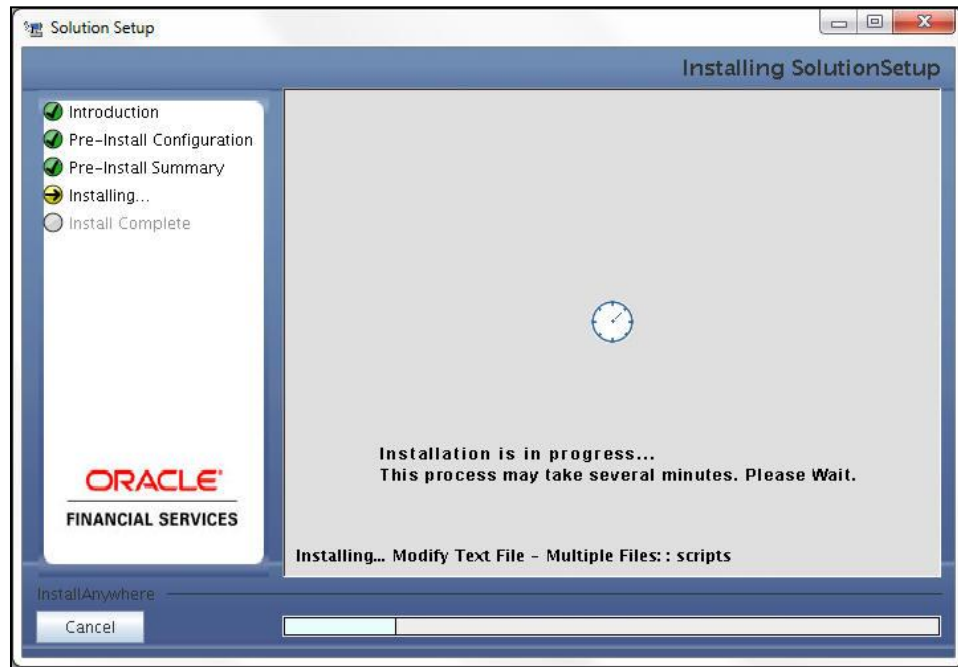 Solution Setup
Installing SolutionSetup
Introduction
Pre-Install Configuration
Pre-Install Summary
Installing...
Install Complete
ORACLE®
FINANCIAL SERVICES
Installation is in progress...
This process may take several minutes. Please Wait.
Installing... Modify Text File - Multiple Files: : scripts
InstallAnywhere
Cancel